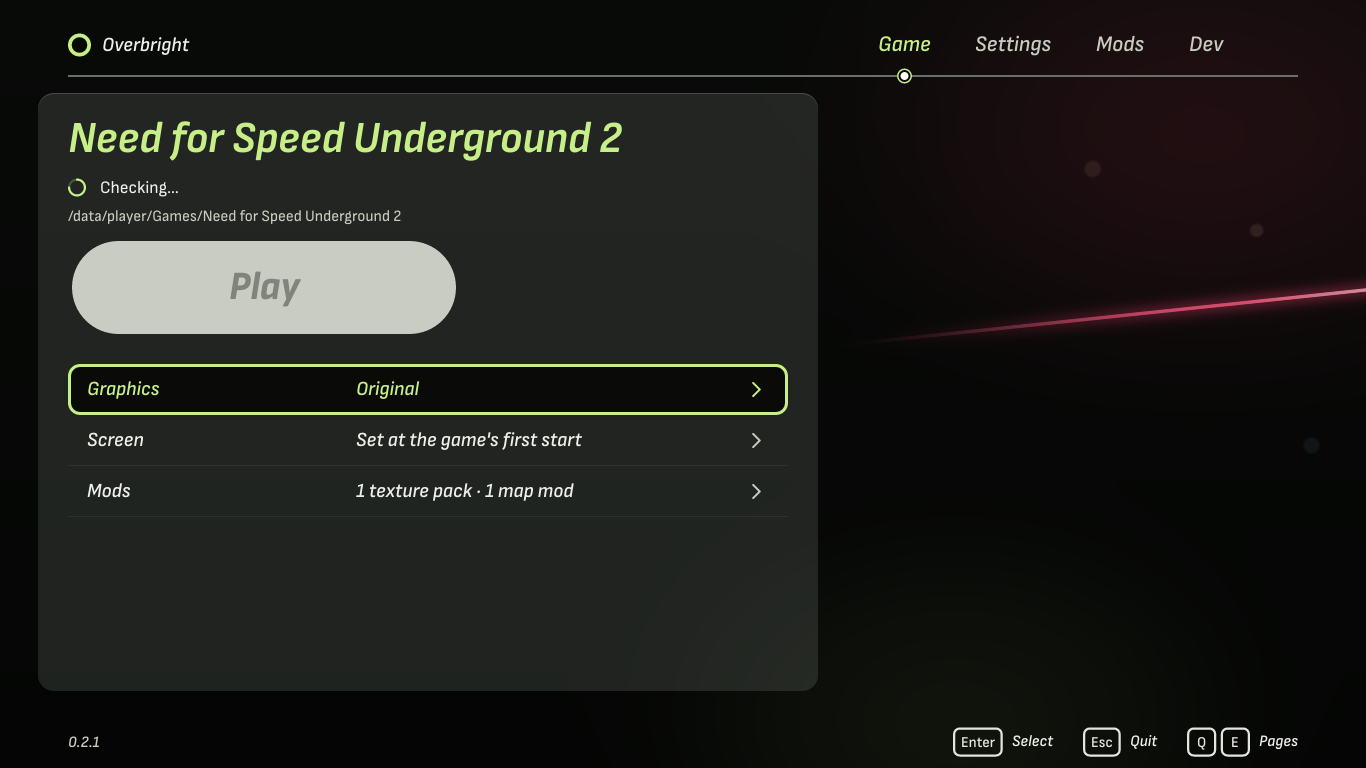 Overbright
Game Settings Mods Dev
Need for Speed Underground 2
Checking...
/data/player/Games/Need for Speed Underground 2
Play
Graphics Original
Screen Set at the game's first start
Mods 1 texture pack · 1 map mod
0.2.1
Enter Select Esc Quit Q E Pages